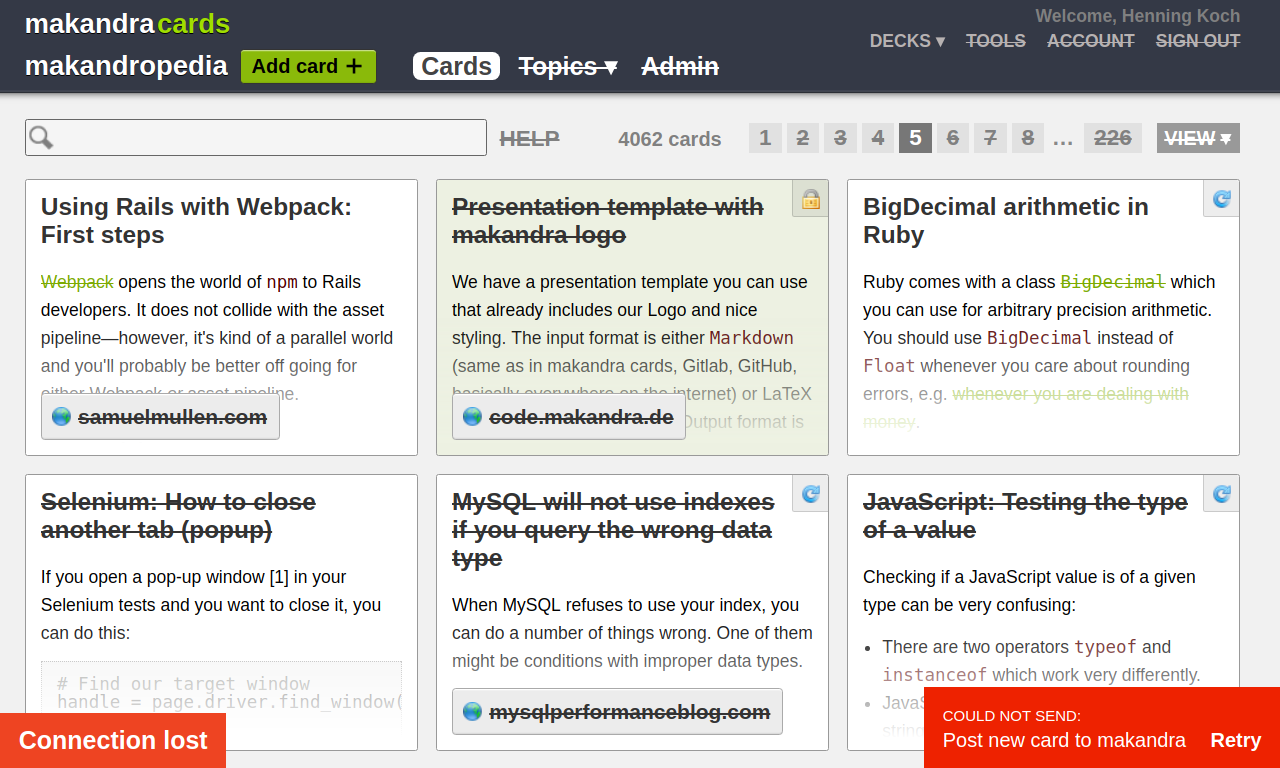 makandra cards
Welcome, Henning Koch
DECKS ▾ TOOLS ACCOUNT SIGN OUT
makandropedia Add card + Cards Topics ▾ Admin
HELP 4062 cards 1 2 3 4 5 6 7 8 … 226 VIEW ▾
Using Rails with Webpack:
First steps
Webpack opens the world of npm to Rails
developers. It does not collide with the asset
pipeline—however, it's kind of a parallel world
and you'll probably be better off going for
either Webpack or asset pipeline.
samuelmullen.com
Presentation template with
makandra logo
We have a presentation template you can use
that already includes our Logo and nice
styling. The input format is either Markdown
(same as in makandra cards, Gitlab, GitHub,
basically everywhere on the internet) or LaTeX
Output format is
code.makandra.de
BigDecimal arithmetic in
Ruby
Ruby comes with a class BigDecimal which
you can use for arbitrary precision arithmetic.
You should use BigDecimal instead of
Float whenever you care about rounding
errors, e.g. whenever you are dealing with
money.
Selenium: How to close
another tab (popup)
If you open a pop-up window [1] in your
Selenium tests and you want to close it, you
can do this:
# Find our target window
handle = page.driver.find_window(
MySQL will not use indexes
if you query the wrong data
type
When MySQL refuses to use your index, you
can do a number of things wrong. One of them
might be conditions with improper data types.
mysqlperformanceblog.com
JavaScript: Testing the type
of a value
Checking if a JavaScript value is of a given
type can be very confusing:
• There are two operators typeof and
instanceof which work very differently.
Connection lost
COULD NOT SEND:
Post new card to makandra Retry